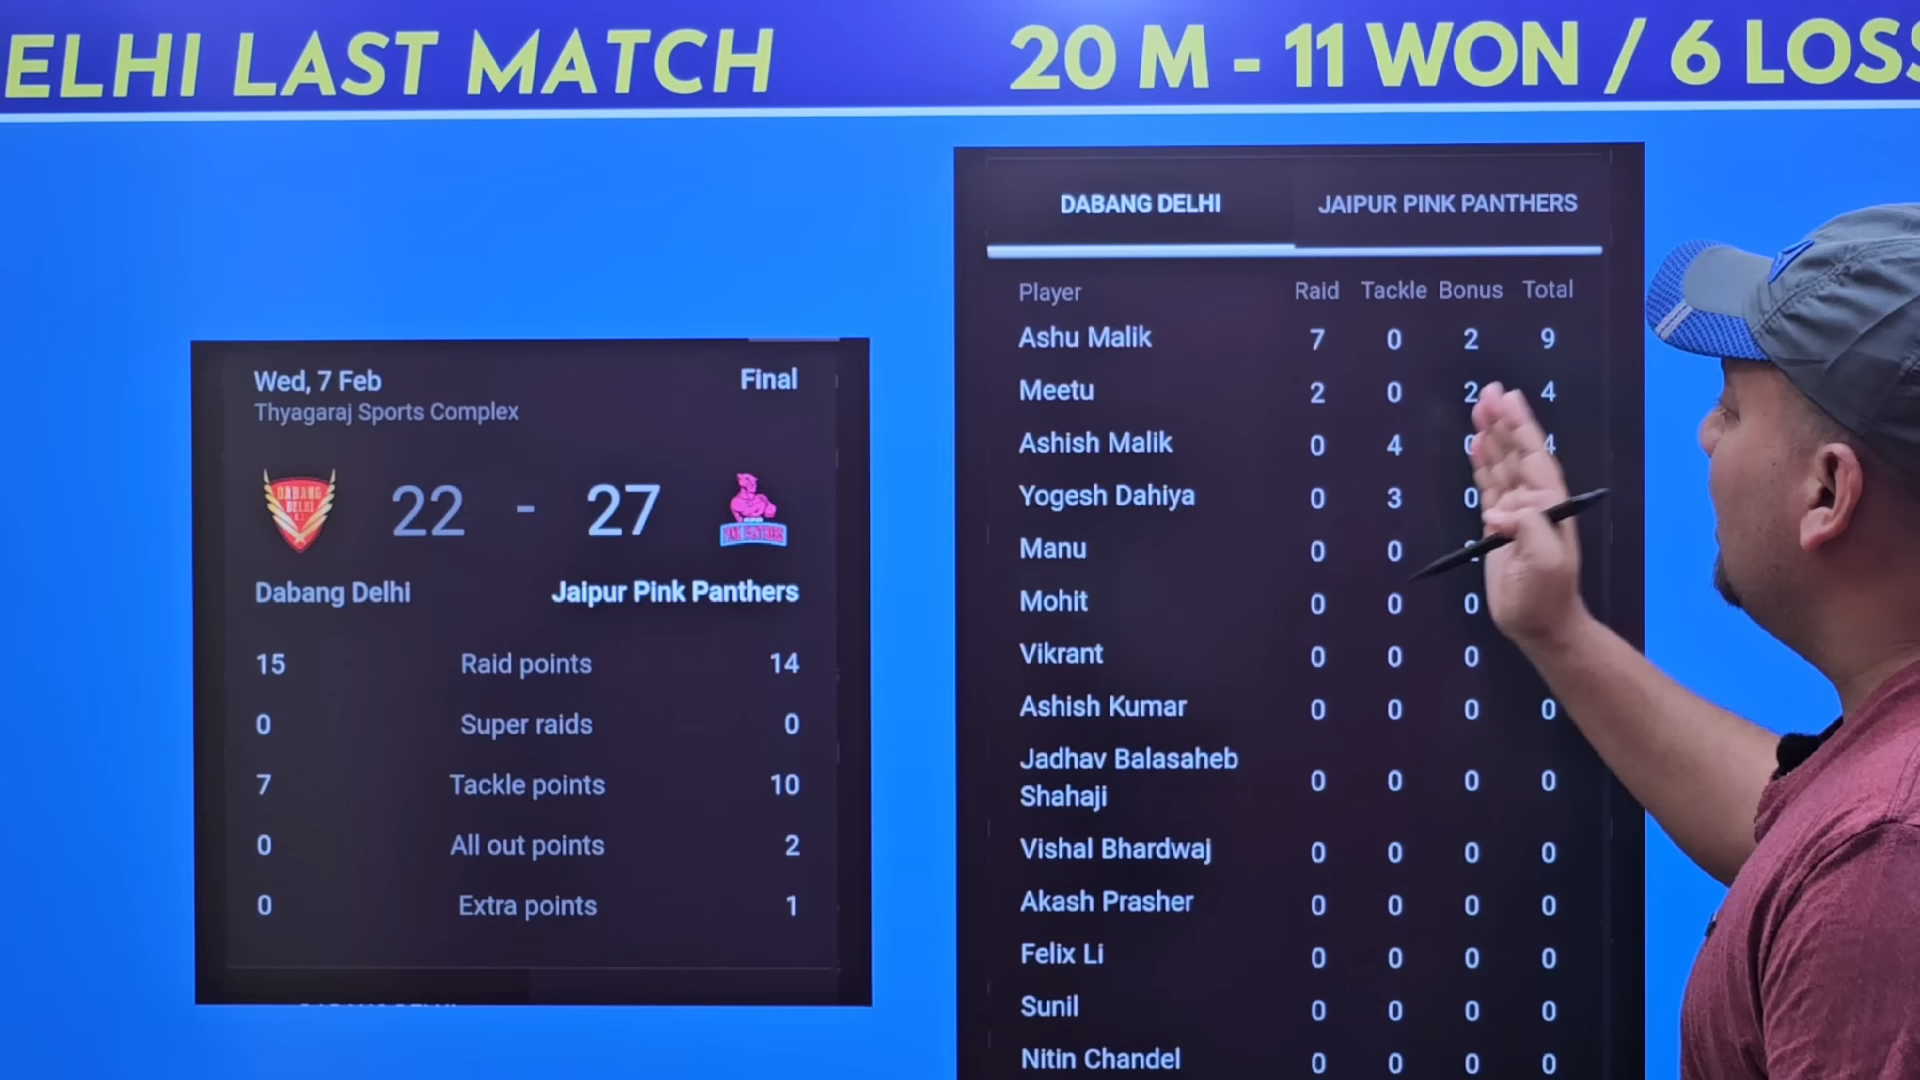 ELHI LAST MATCH
20 M - 11 WON / 6 LOSS
Wed, 7 Feb Final
Thyagaraj Sports Complex
DABANG
DELHI
22 - 27
Dabang Delhi Jaipur Pink Panthers
15 Raid points 14
0 Super raids 0
7 Tackle points 10
0 All out points 2
0 Extra points 1
DABANG DELHI JAIPUR PINK PANTHERS
Player Raid Tackle Bonus Total
Ashu Malik 7 0 2 9
Meetu 2 0 2 4
Ashish Malik 0 4 0 4
Yogesh Dahiya 0 3 0
Manu 0 0
Mohit 0 0 0
Vikrant 0 0 0
Ashish Kumar 0 0 0 0
Jadhav Balasaheb
Shahaji 0 0 0 0
Vishal Bhardwaj 0 0 0 0
Akash Prasher 0 0 0 0
Felix Li 0 0 0 0
Sunil 0 0 0 0
Nitin Chandel 0 0 0 0